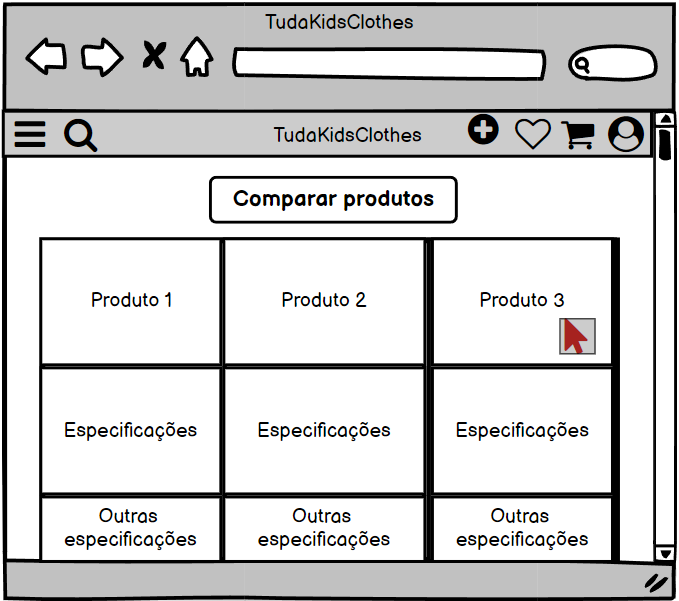 TudaKidsClothes
TudaKidsClothes
Comparar produtos
Produto 1
Produto 2
Produto 3
Especificações
Especificações
Especificações
Outras
especificações
Outras
especificações
Outras
especificações